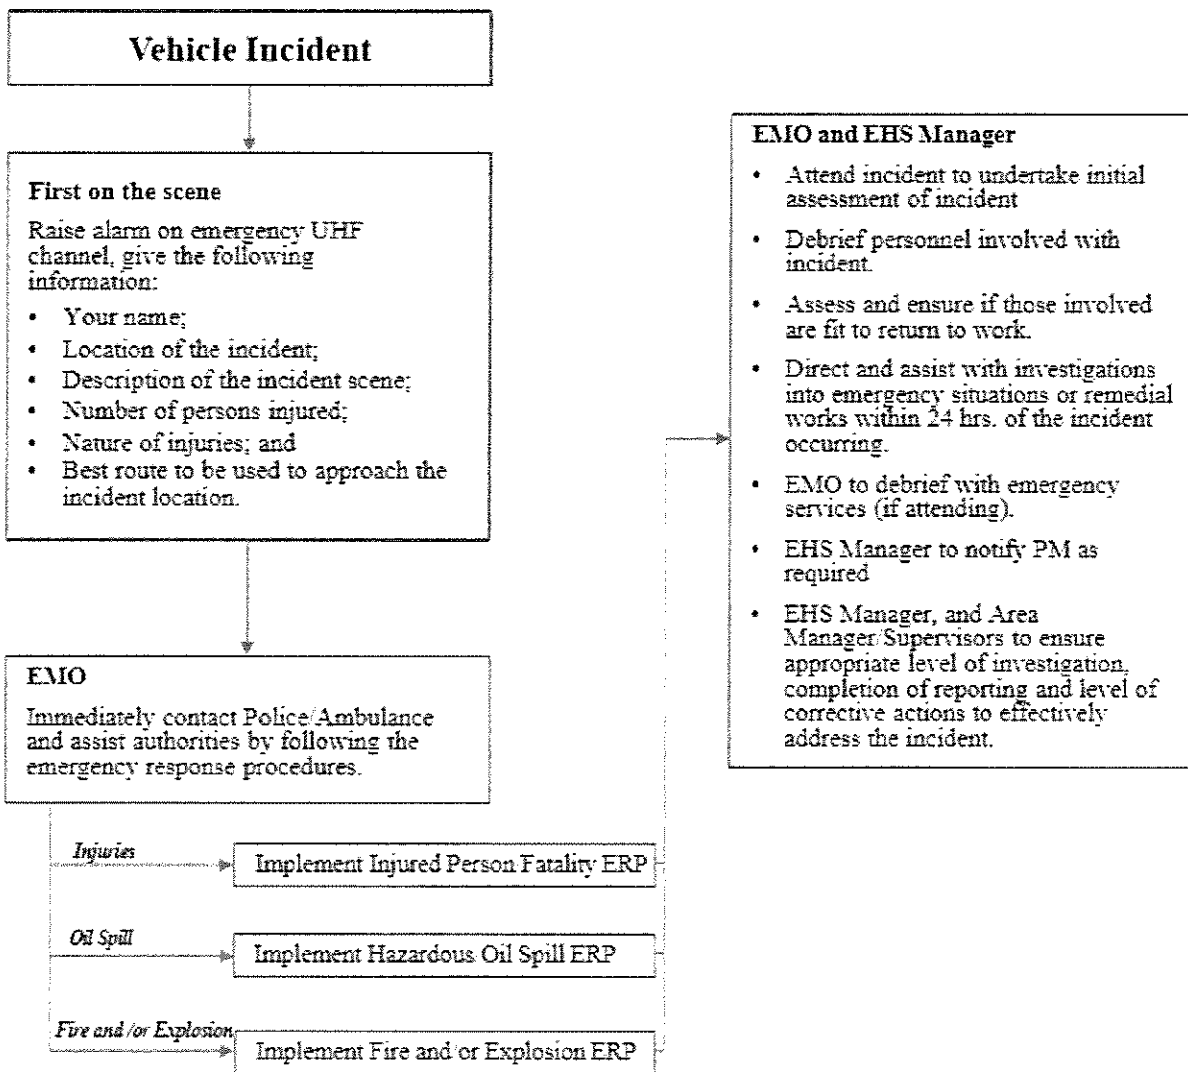 Vehicle Incident
First on the scene
Raise alarm on emergency UHF
channel, give the following
information:
• Your name;
• Location of the incident;
• Description of the incident scene;
• Number of persons injured;
• Nature of injuries; and
• Best route to be used to approach the
incident location.
EMO
Immediately contact Police/Ambulance
and assist authorities by following the
emergency response procedures.
Injuries
Implement Injured Person Fatality ERP
Oil Spill
Implement Hazardous Oil Spill ERP
Fire and/or Explosion
Implement Fire and/or Explosion ERP
EMO and EHS Manager
• Attend incident to undertake initial
assessment of incident
• Debrief personnel involved with
incident.
• Assess and ensure if those involved
are fit to return to work.
• Direct and assist with investigations
into emergency situations or remedial
works within 24 hrs. of the incident
occurring.
• EMO to debrief with emergency
services (if attending).
• EHS Manager to notify PM as
required
• EHS Manager, and Area
Manager/Supervisors to ensure
appropriate level of investigation,
completion of reporting and level of
corrective actions to effectively
address the incident.